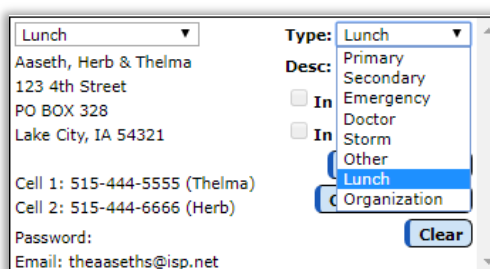 Lunch Type: Lunch
Aaseth, Herb & Thelma Desc: Primary
123 4th Street Secondary
PO BOX 328 In Emergency
Doctor
Lake City, IA 54321 In Storm
Other
Lunch
Cell 1: 515-444-5555 (Thelma)
Cell 2: 515-444-6666 (Herb) Organization
Password: Clear
Email: theaaseths@isp.net